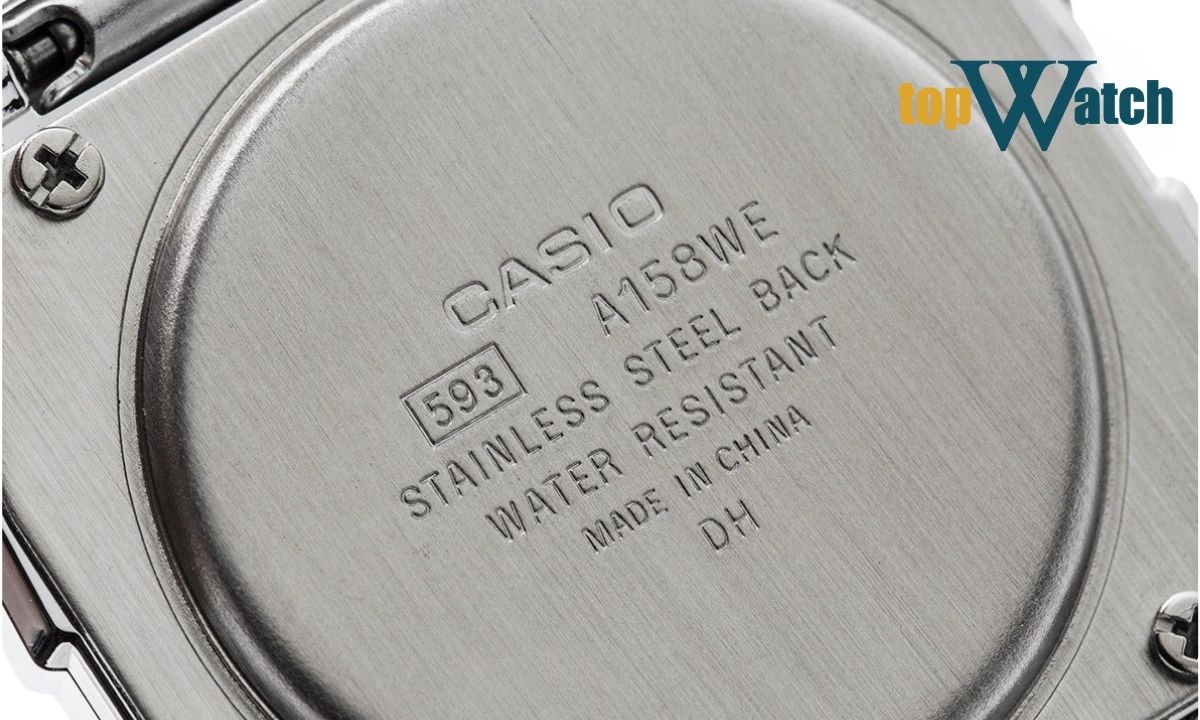 topWatch
CASIO
593 A158WE
STAINLESS STEEL BACK
WATER RESISTANT
MADE IN CHINA
DH